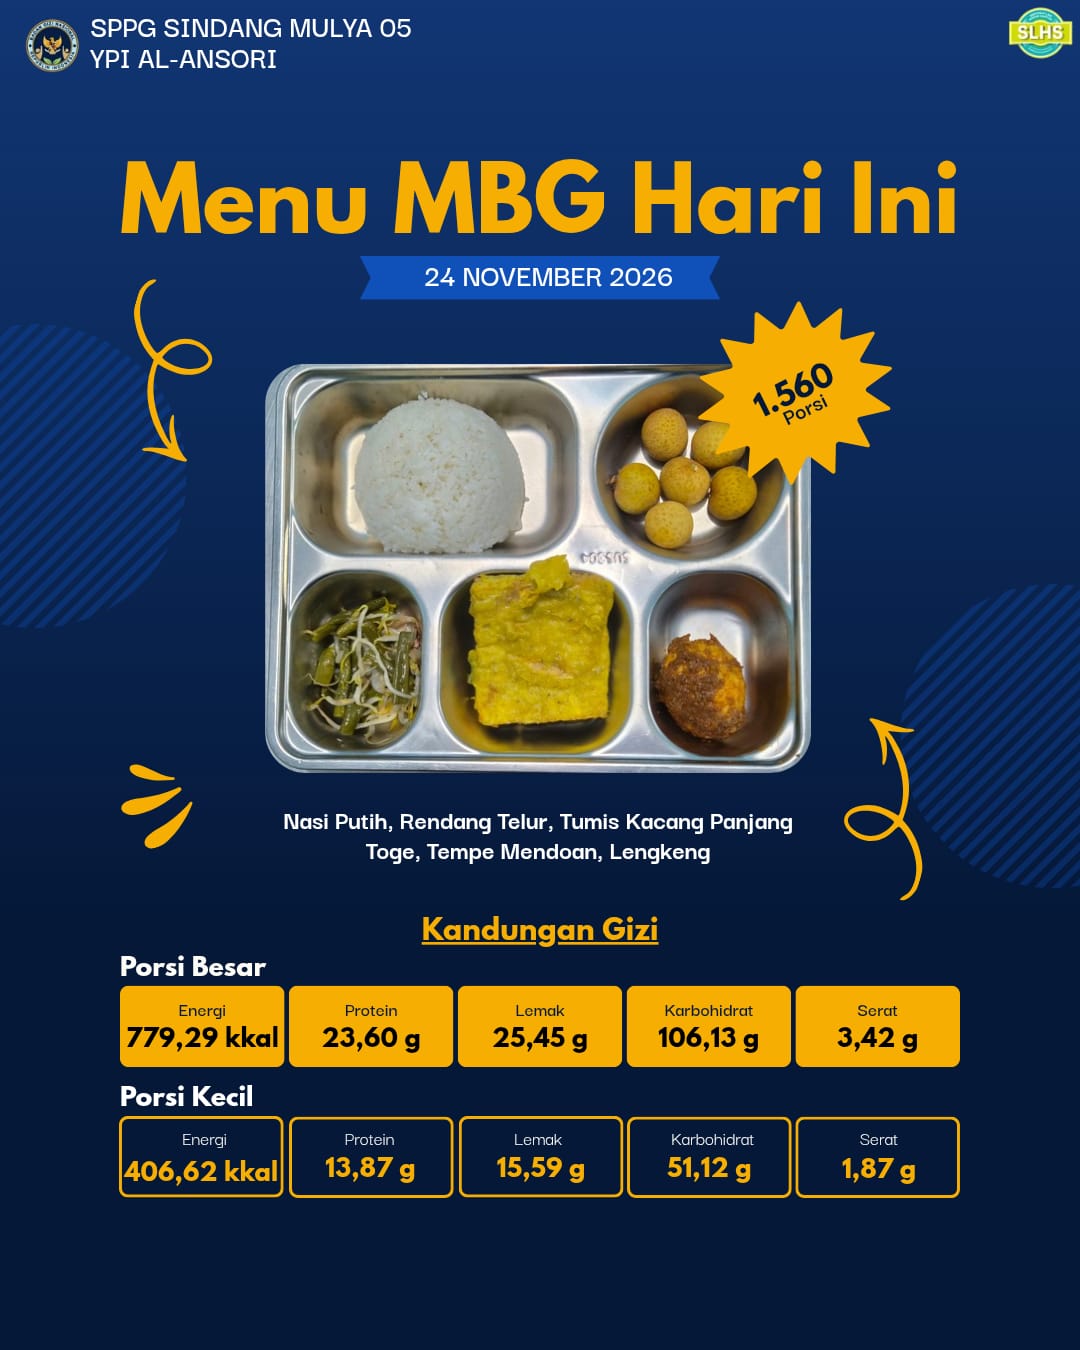 SPPG SINDANG MULYA 05
YPI AL-ANSORI
SLHS
Menu MBG Hari Ini
24 NOVEMBER 2026
1.560
Porsi
SUS304
Nasi Putih, Rendang Telur, Tumis Kacang Panjang
Toge, Tempe Mendoan, Lengkeng
Kandungan Gizi
Porsi Besar
Energi
779,29 kkal
Protein
23,60 g
Lemak
25,45 g
Karbohidrat
106,13 g
Serat
3,42 g
Porsi Kecil
Energi
406,62 kkal
Protein
13,87 g
Lemak
15,59 g
Karbohidrat
51,12 g
Serat
1,87 g